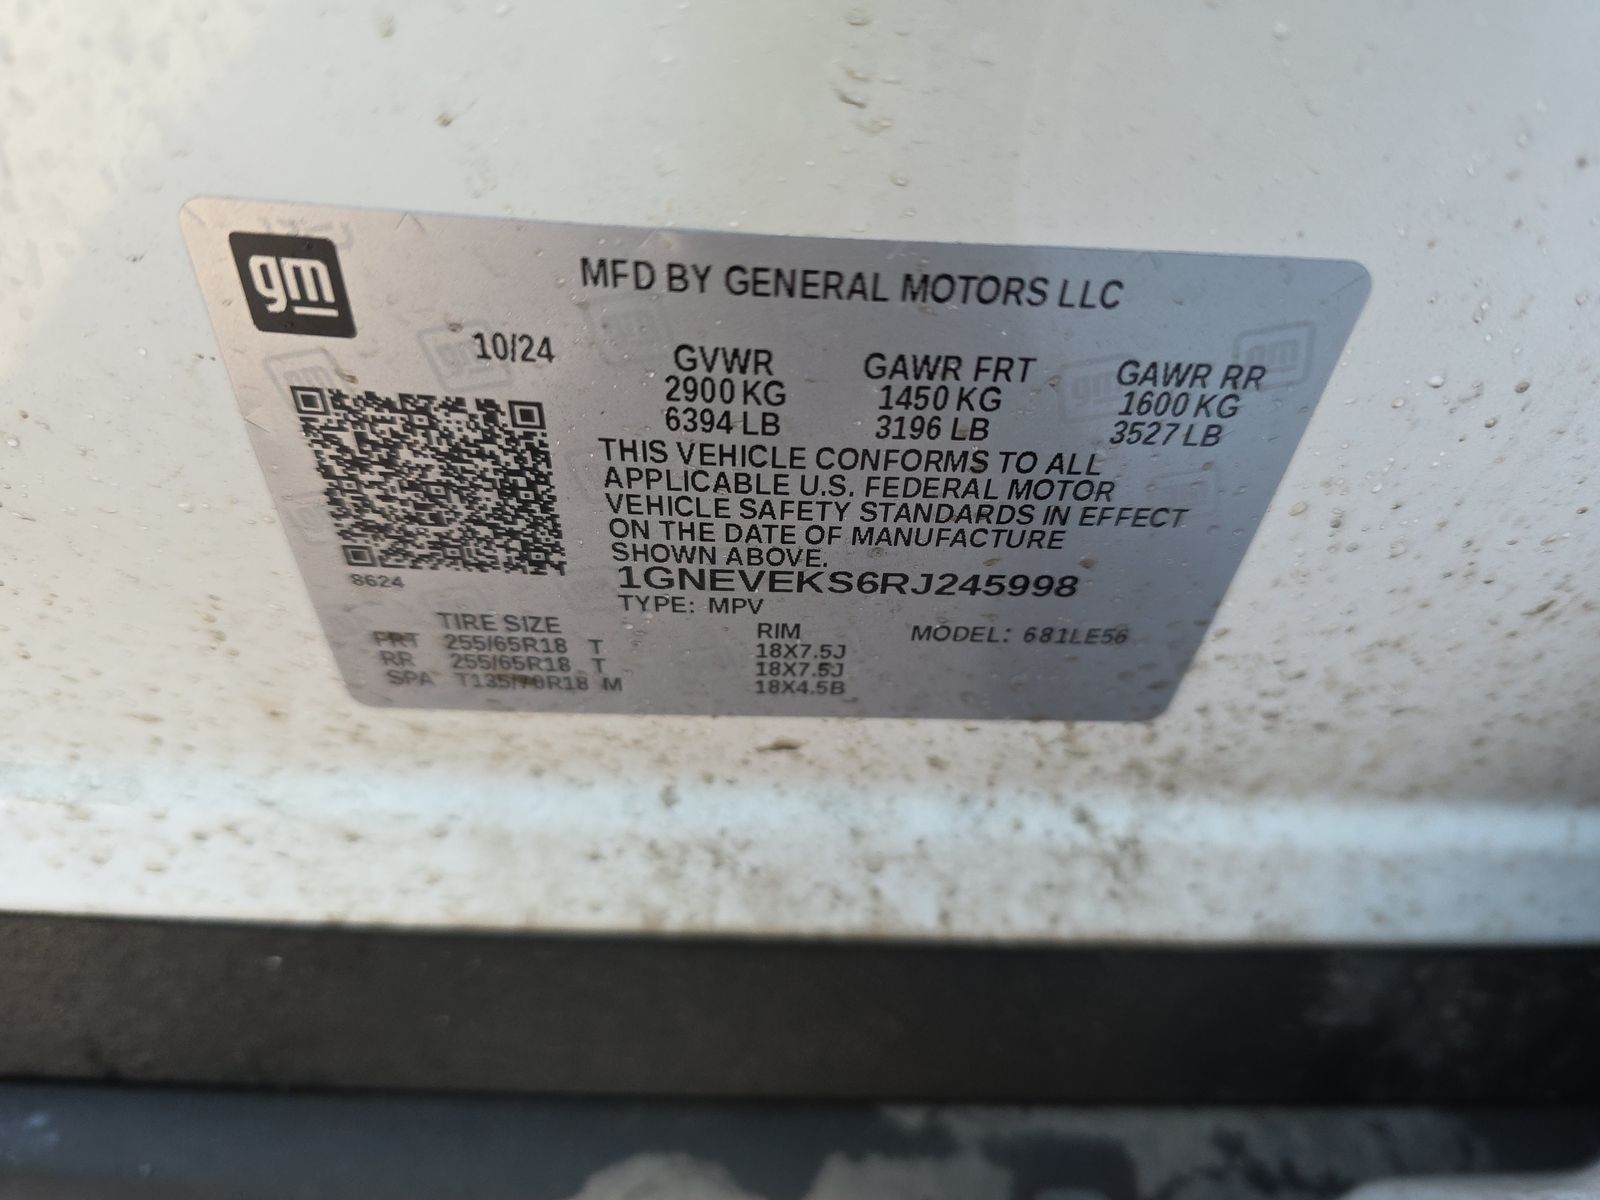 gm
MFD BY GENERAL MOTORS LLC
10/24
GVWR GAWR FRT GAWR RR
2900 KG 1450 KG 1600 KG
6394 LB 3196 LB 3527 LB
THIS VEHICLE CONFORMS TO ALL
APPLICABLE U.S. FEDERAL MOTOR
VEHICLE SAFETY STANDARDS IN EFFECT
ON THE DATE OF MANUFACTURE
SHOWN ABOVE.
8624
1GNEVEKS6RJ245998
TYPE: MPV
TIRE SIZE RIM MODEL: 681LE56
FRT 255/65R18 T 18X7.5J
RR 255/65R18 T 18X7.5J
SPA T135/70R18 M 18X4.5B